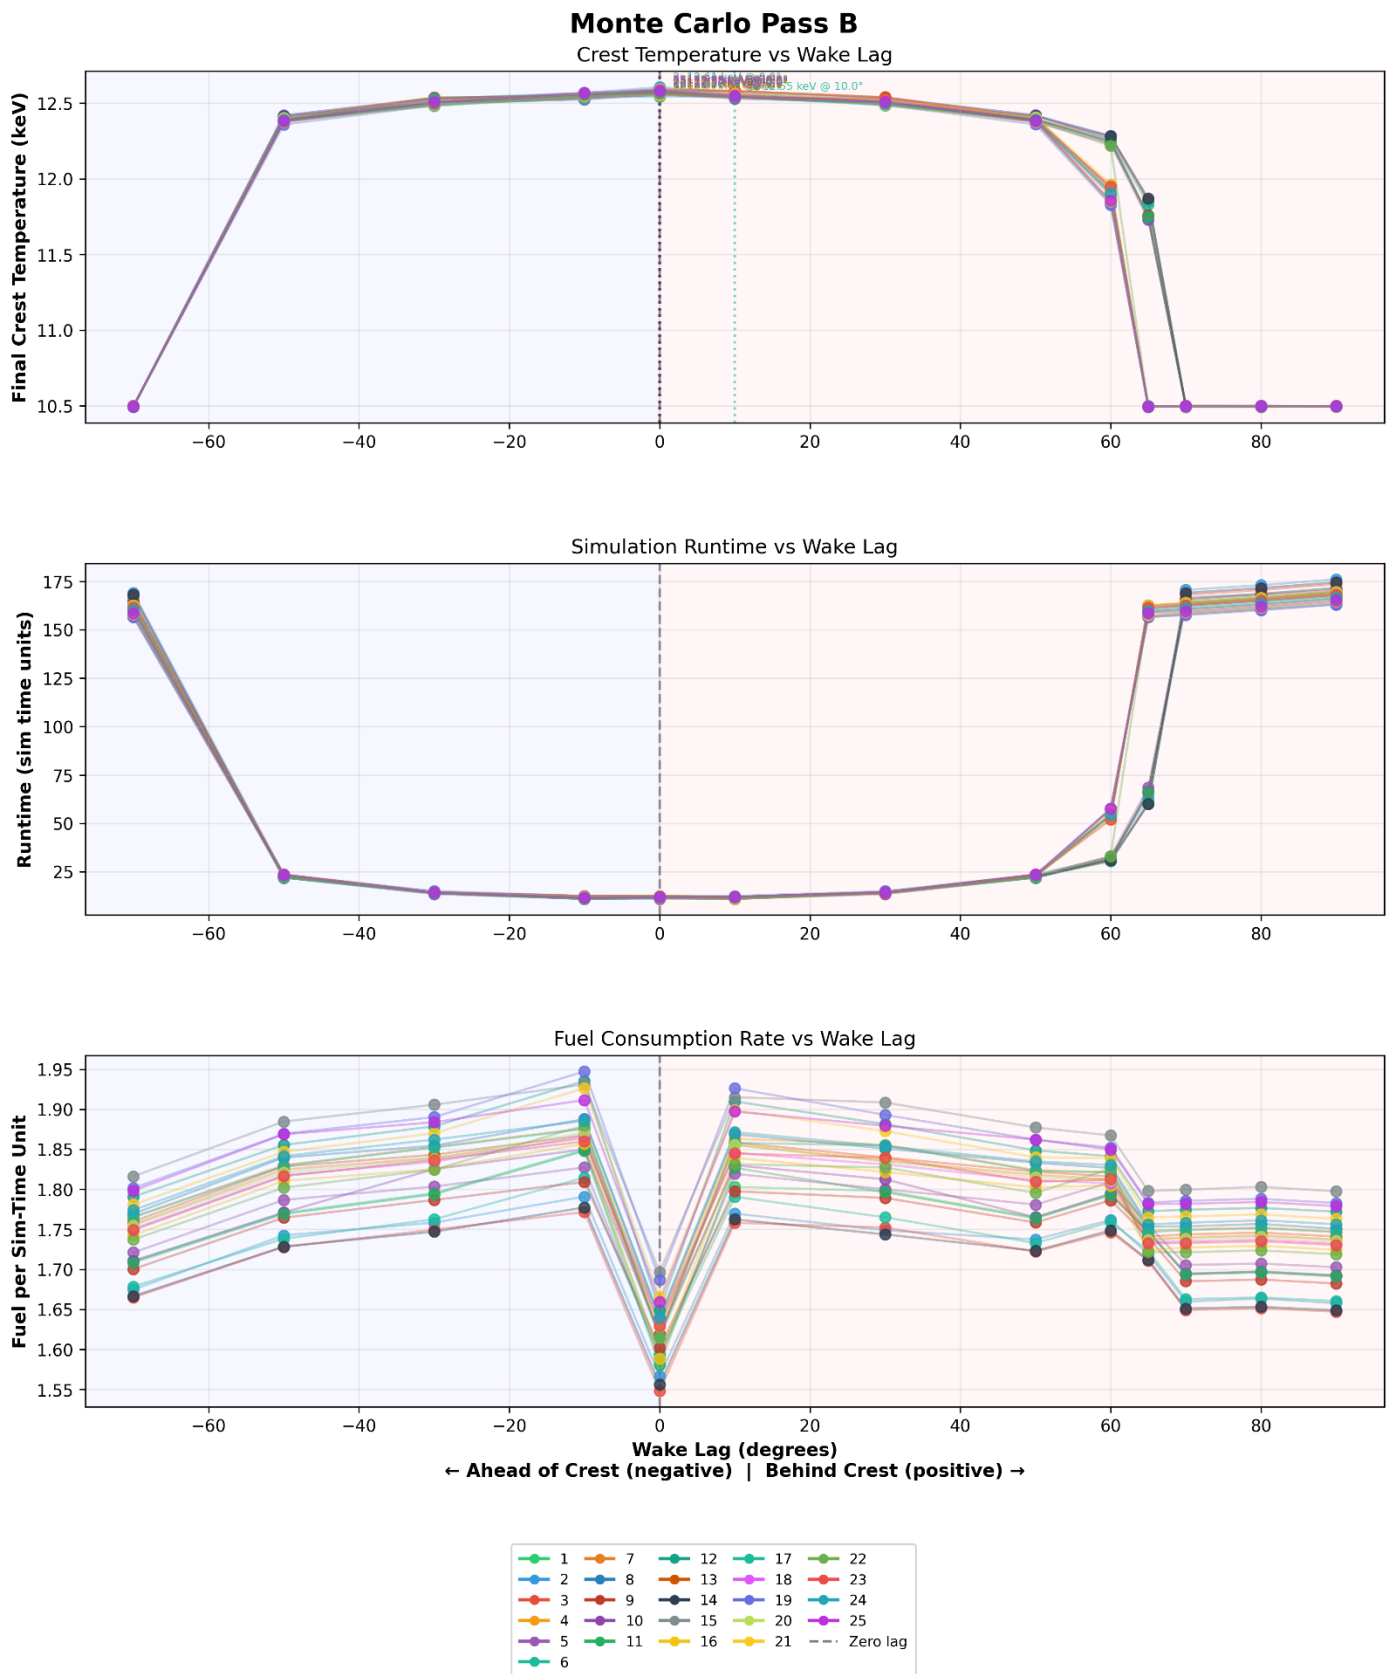 Monte Carlo Pass B
Crest Temperature vs Wake Lag
keV @ 10.0°
Final Crest Temperature (keV)
12.5
12.0
11.5
11.0
10.5
−60 −40 −20 0 20 40 60 80
Simulation Runtime vs Wake Lag
Runtime (sim time units)
175
150
125
100
75
50
25
−60 −40 −20 0 20 40 60 80
Fuel Consumption Rate vs Wake Lag
Fuel per Sim-Time Unit
1.95
1.90
1.85
1.80
1.75
1.70
1.65
1.60
1.55
−60 −40 −20 0 20 40 60 80
Wake Lag (degrees)
← Ahead of Crest (negative) | Behind Crest (positive) →
1 7 12 17 22
2 8 13 18 23
3 9 14 19 24
4 10 15 20 25
5 11 16 21 Zero lag
6